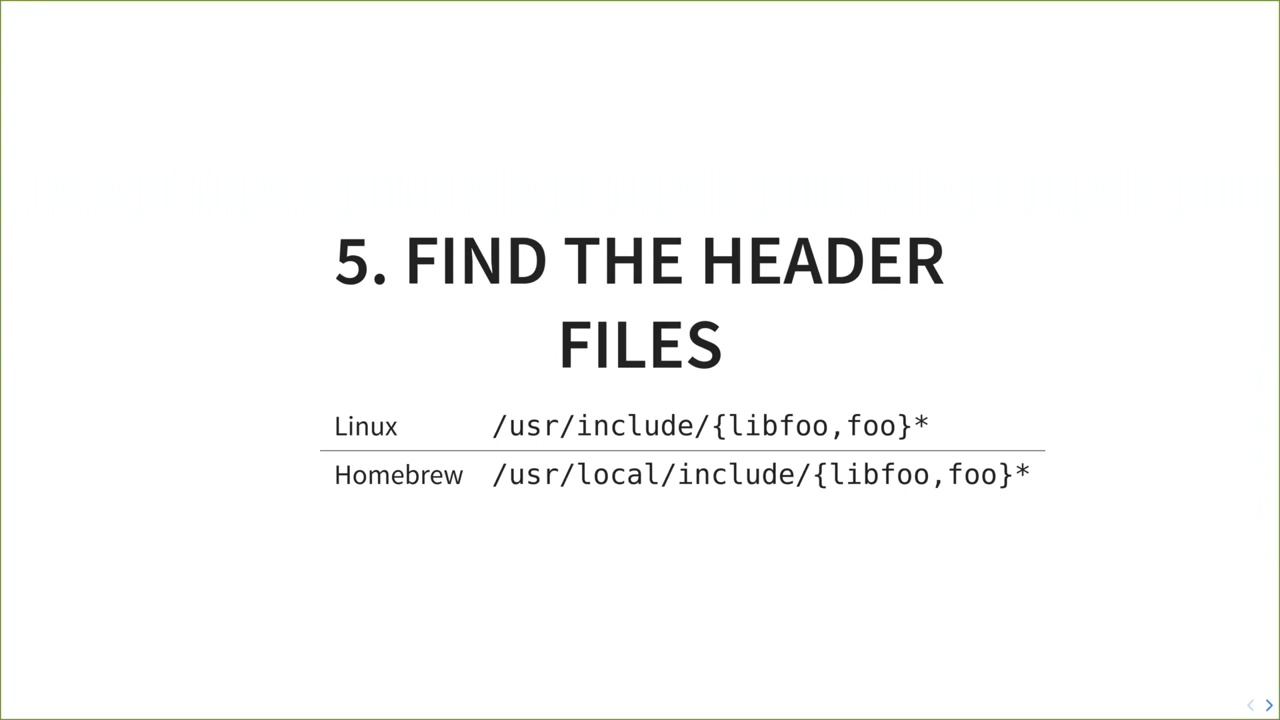 5. FIND THE HEADER
FILES
Linux /usr/include/{libfoo,foo}*
Homebrew /usr/local/include/{libfoo,foo}*